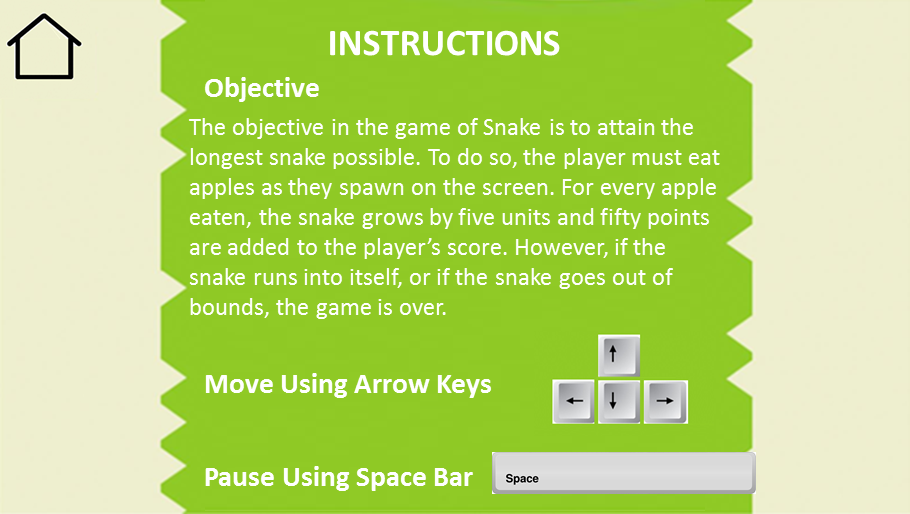 INSTRUCTIONS
Objective
The objective in the game of Snake is to attain the
longest snake possible. To do so, the player must eat
apples as they spawn on the screen. For every apple
eaten, the snake grows by five units and fifty points
are added to the player’s score. However, if the
snake runs into itself, or if the snake goes out of
bounds, the game is over.
Move Using Arrow Keys
Pause Using Space Bar
Space